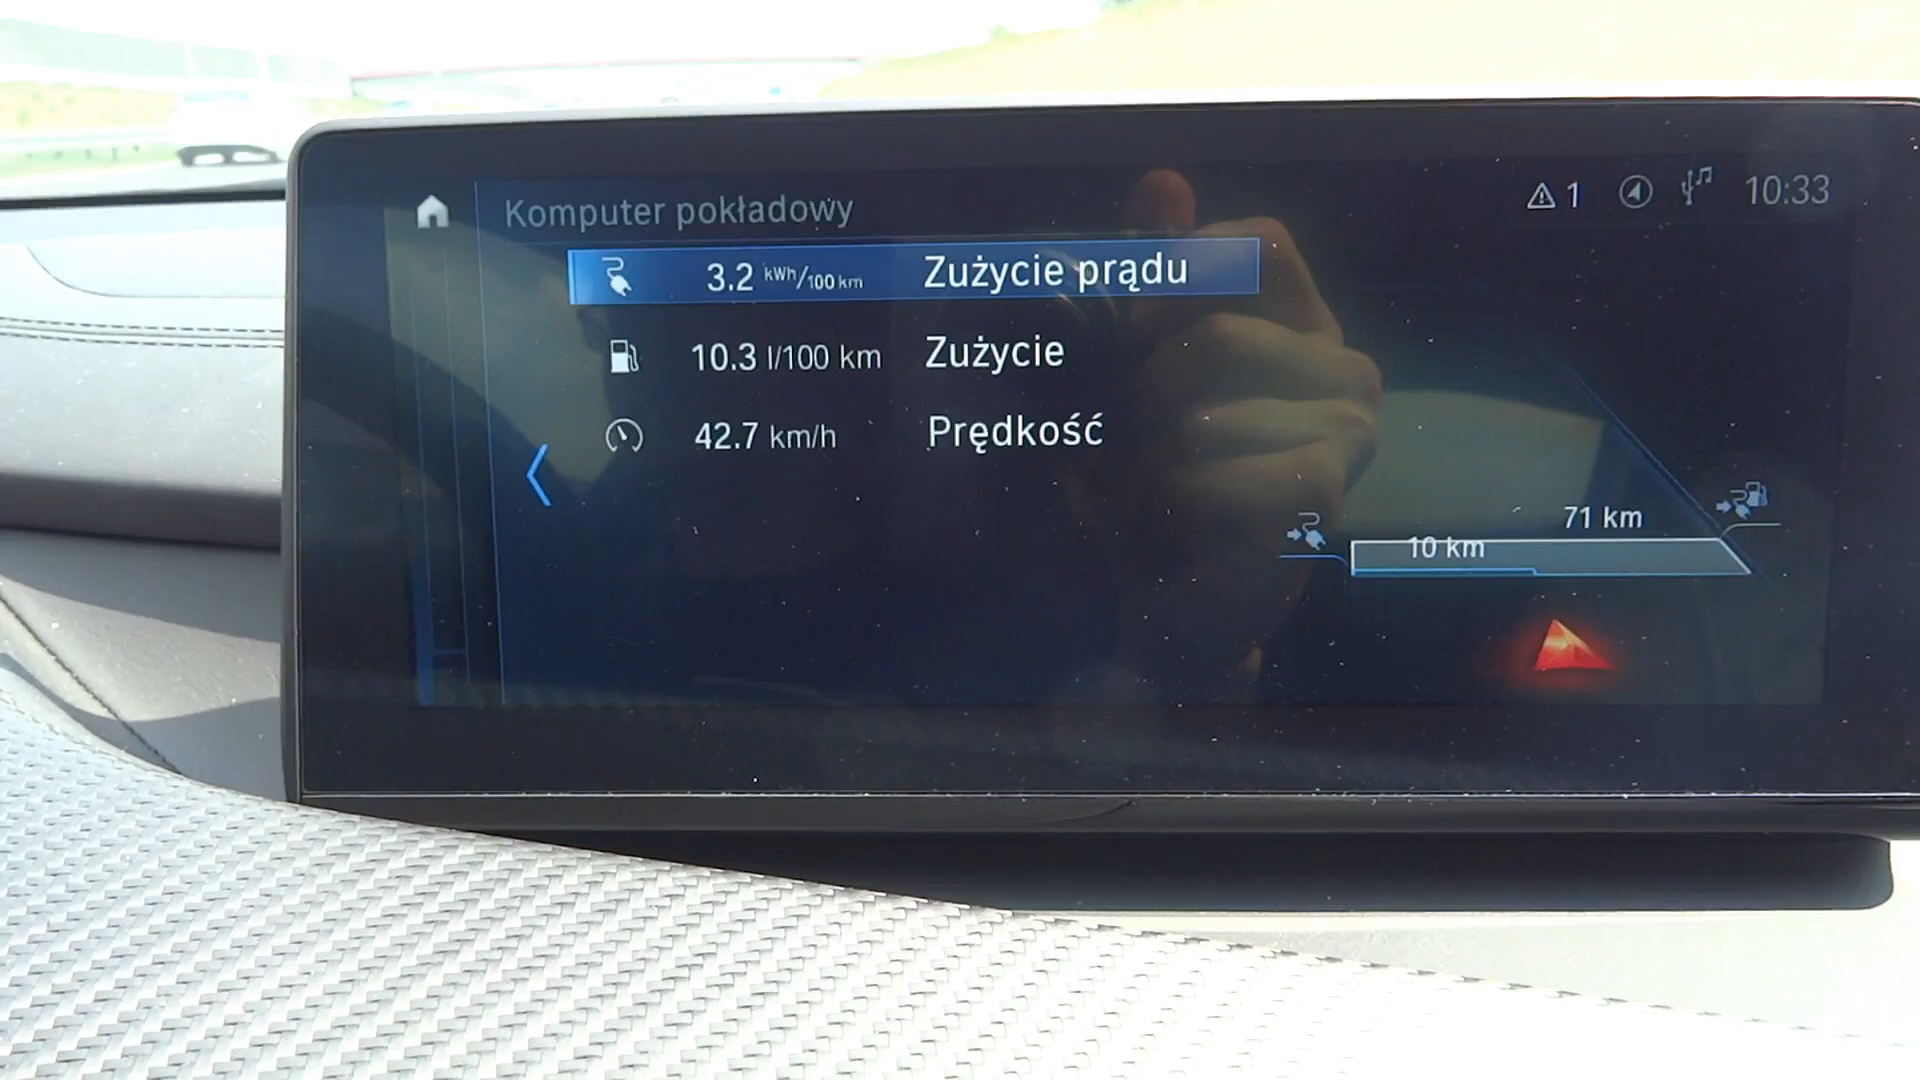 Komputer pokładowy
1 10:33
3.2 kWh/100 km Zużycie prądu
10.3 l/100 km Zużycie
42.7 km/h Prędkość
71 km
10 km